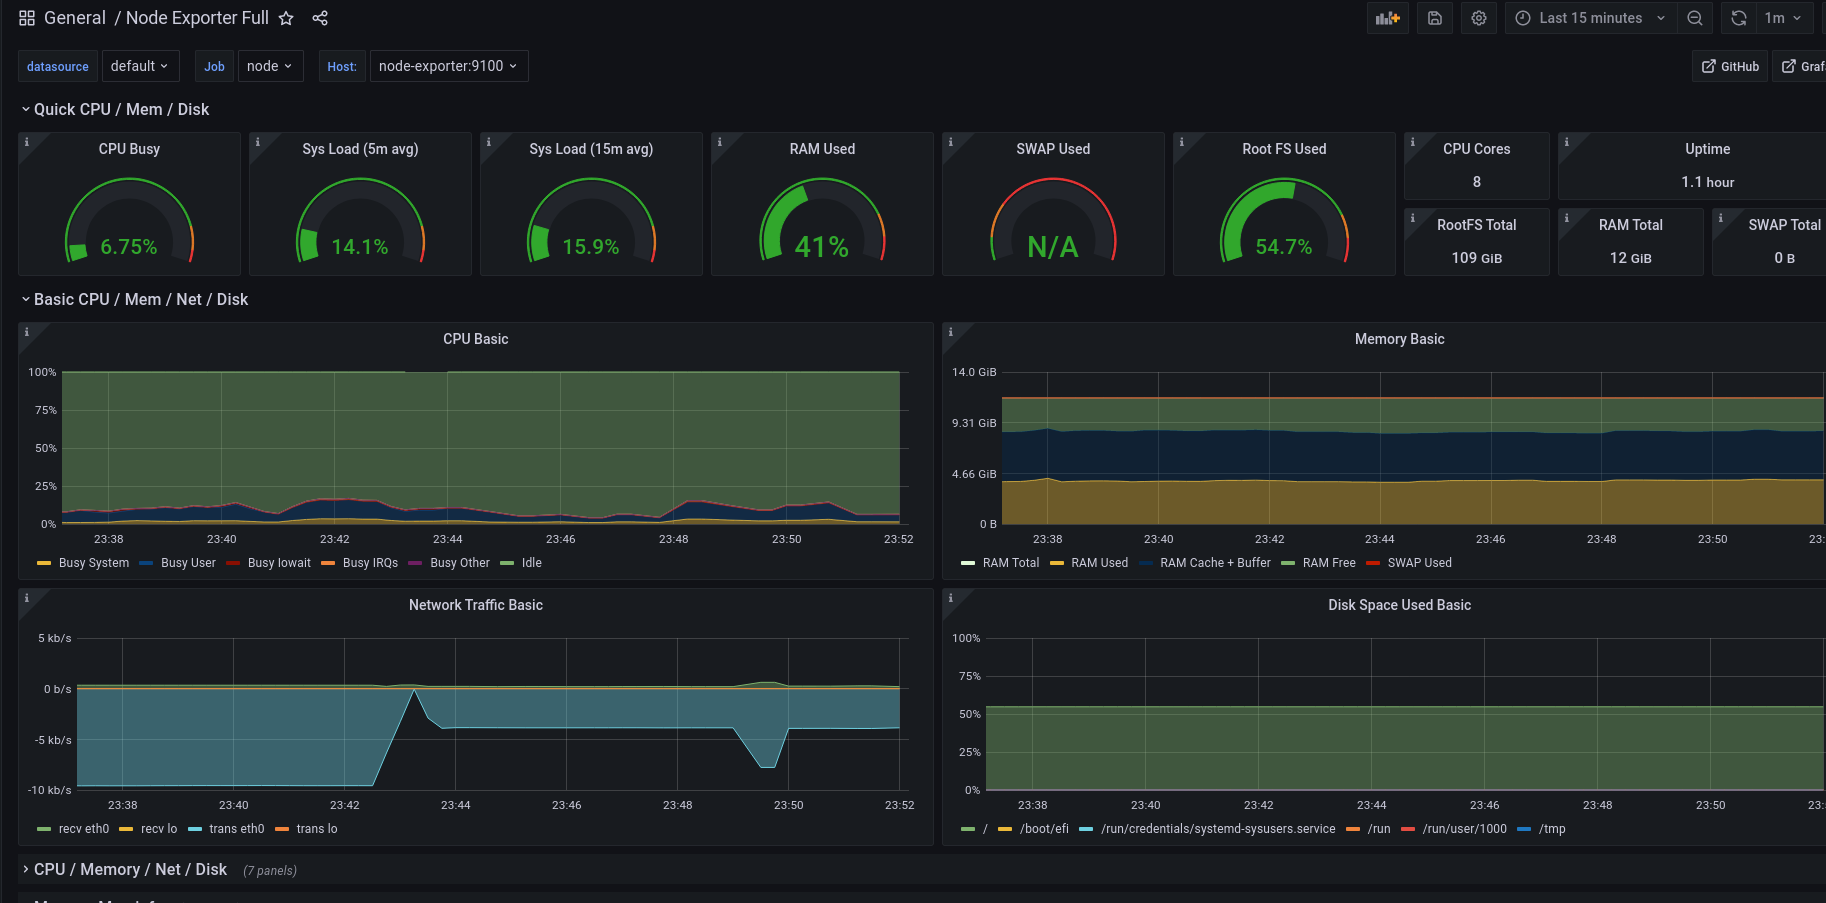 General / Node Exporter Full
Last 15 minutes
1m
datasource default Job node Host: node-exporter:9100
GitHub
Graf
Quick CPU / Mem / Disk
CPU Busy
6.75%
Sys Load (5m avg)
14.1%
Sys Load (15m avg)
15.9%
RAM Used
41%
SWAP Used
N/A
Root FS Used
54.7%
CPU Cores
8
Uptime
1.1 hour
RootFS Total
109 GiB
RAM Total
12 GiB
SWAP Total
0 B
Basic CPU / Mem / Net / Disk
CPU Basic
100%
75%
50%
25%
0%
23:38 23:40 23:42 23:44 23:46 23:48 23:50 23:52
Busy System Busy User Busy Iowait Busy IRQs Busy Other Idle
Memory Basic
14.0 GiB
9.31 GiB
4.66 GiB
0 B
23:38 23:40 23:42 23:44 23:46 23:48 23:50 23:
RAM Total RAM Used RAM Cache + Buffer RAM Free SWAP Used
Network Traffic Basic
5 kb/s
0 b/s
-5 kb/s
-10 kb/s
23:38 23:40 23:42 23:44 23:46 23:48 23:50 23:52
recv eth0 recv lo trans eth0 trans lo
Disk Space Used Basic
100%
75%
50%
25%
0%
23:38 23:40 23:42 23:44 23:46 23:48 23:50 23:
/ /boot/efi /run/credentials/systemd-sysusers.service /run /run/user/1000 /tmp
CPU / Memory / Net / Disk (7 panels)